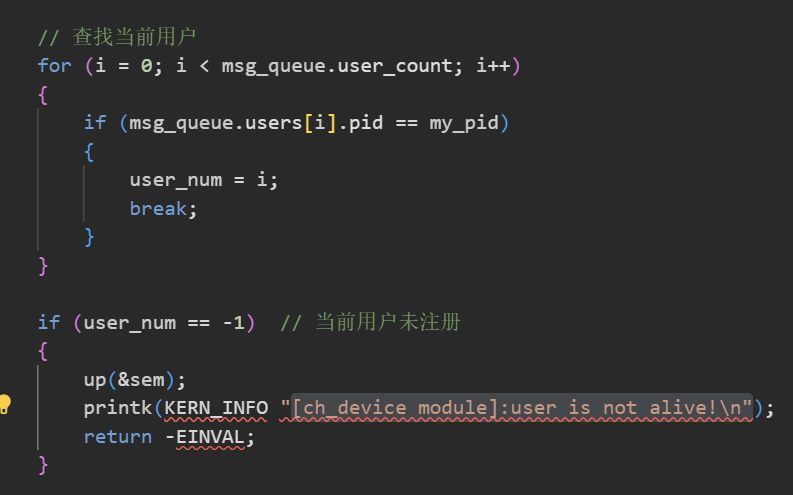 // 查找当前用户
for (i = 0; i < msg_queue.user_count; i++)
{
if (msg_queue.users[i].pid == my_pid)
{
user_num = i;
break;
}
}
if (user_num == -1)  // 当前用户未注册
{
up(&sem);
printk(KERN_INFO "[ch_device module]:user is not alive!\n");
return -EINVAL;
}